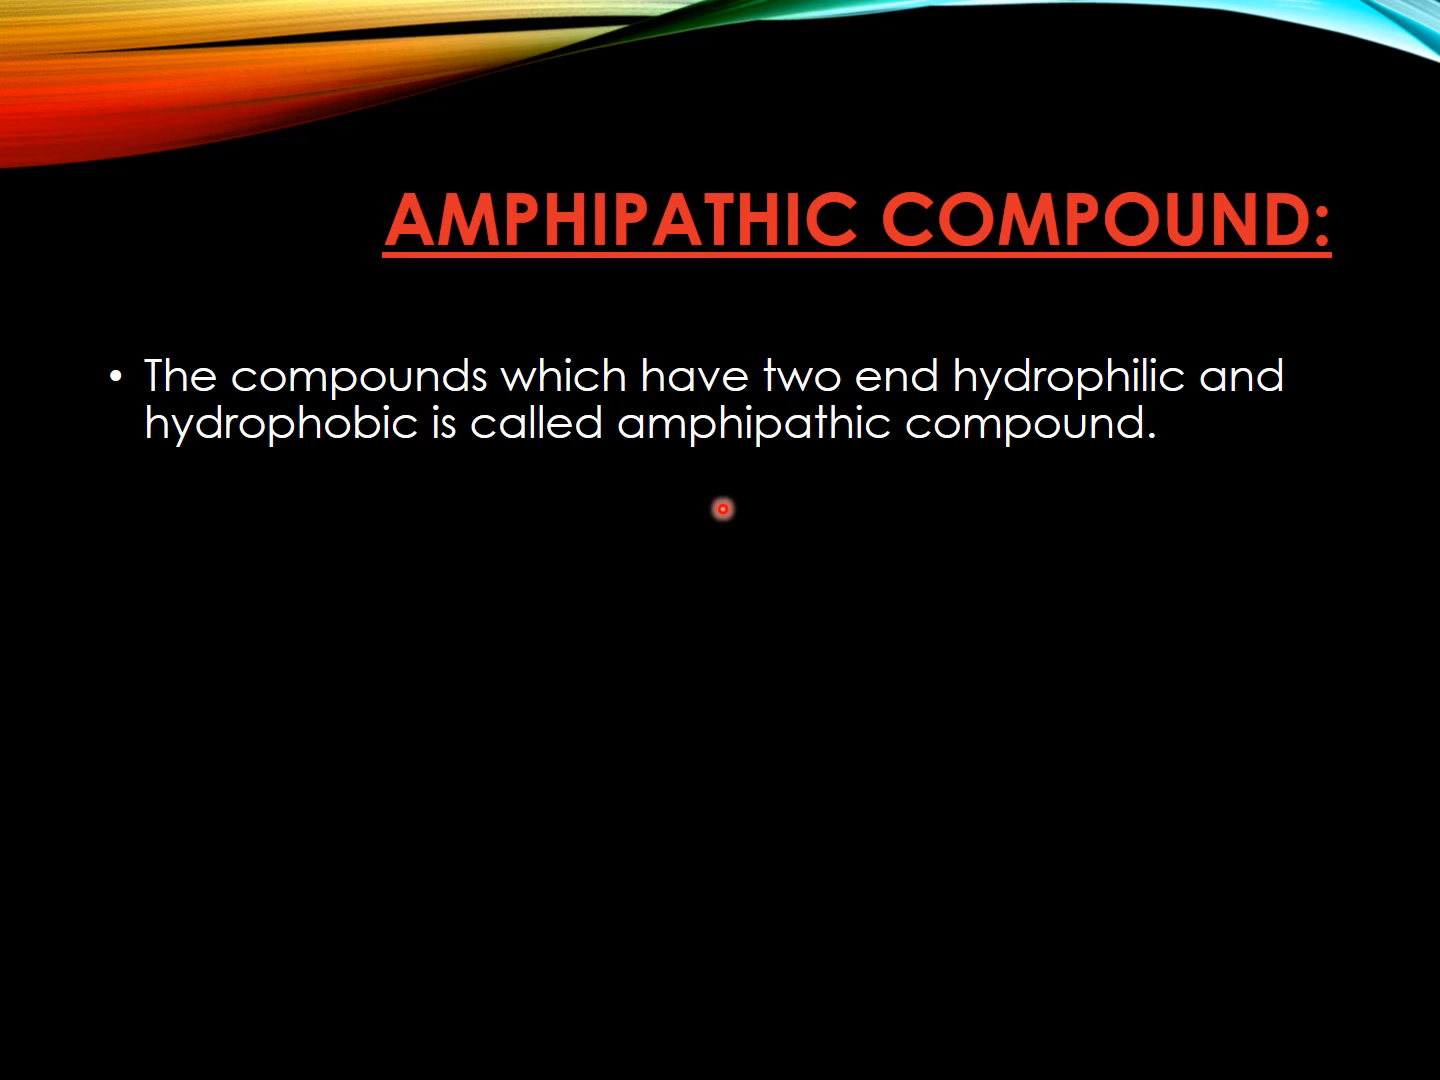 AMPHIPATHIC COMPOUND:
• The compounds which have two end hydrophilic and
hydrophobic is called amphipathic compound.